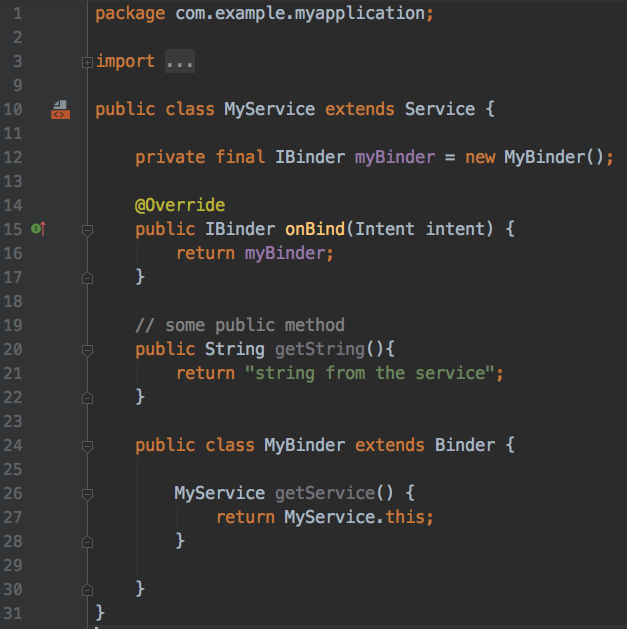 1 package com.example.myapplication;
2
3 import ...
9
10 public class MyService extends Service {
11
12     private final IBinder myBinder = new MyBinder();
13
14     @Override
15     public IBinder onBind(Intent intent) {
16         return myBinder;
17     }
18
19     // some public method
20     public String getString(){
21         return "string from the service";
22     }
23
24     public class MyBinder extends Binder {
25
26         MyService getService() {
27             return MyService.this;
28         }
29
30     }
31 }